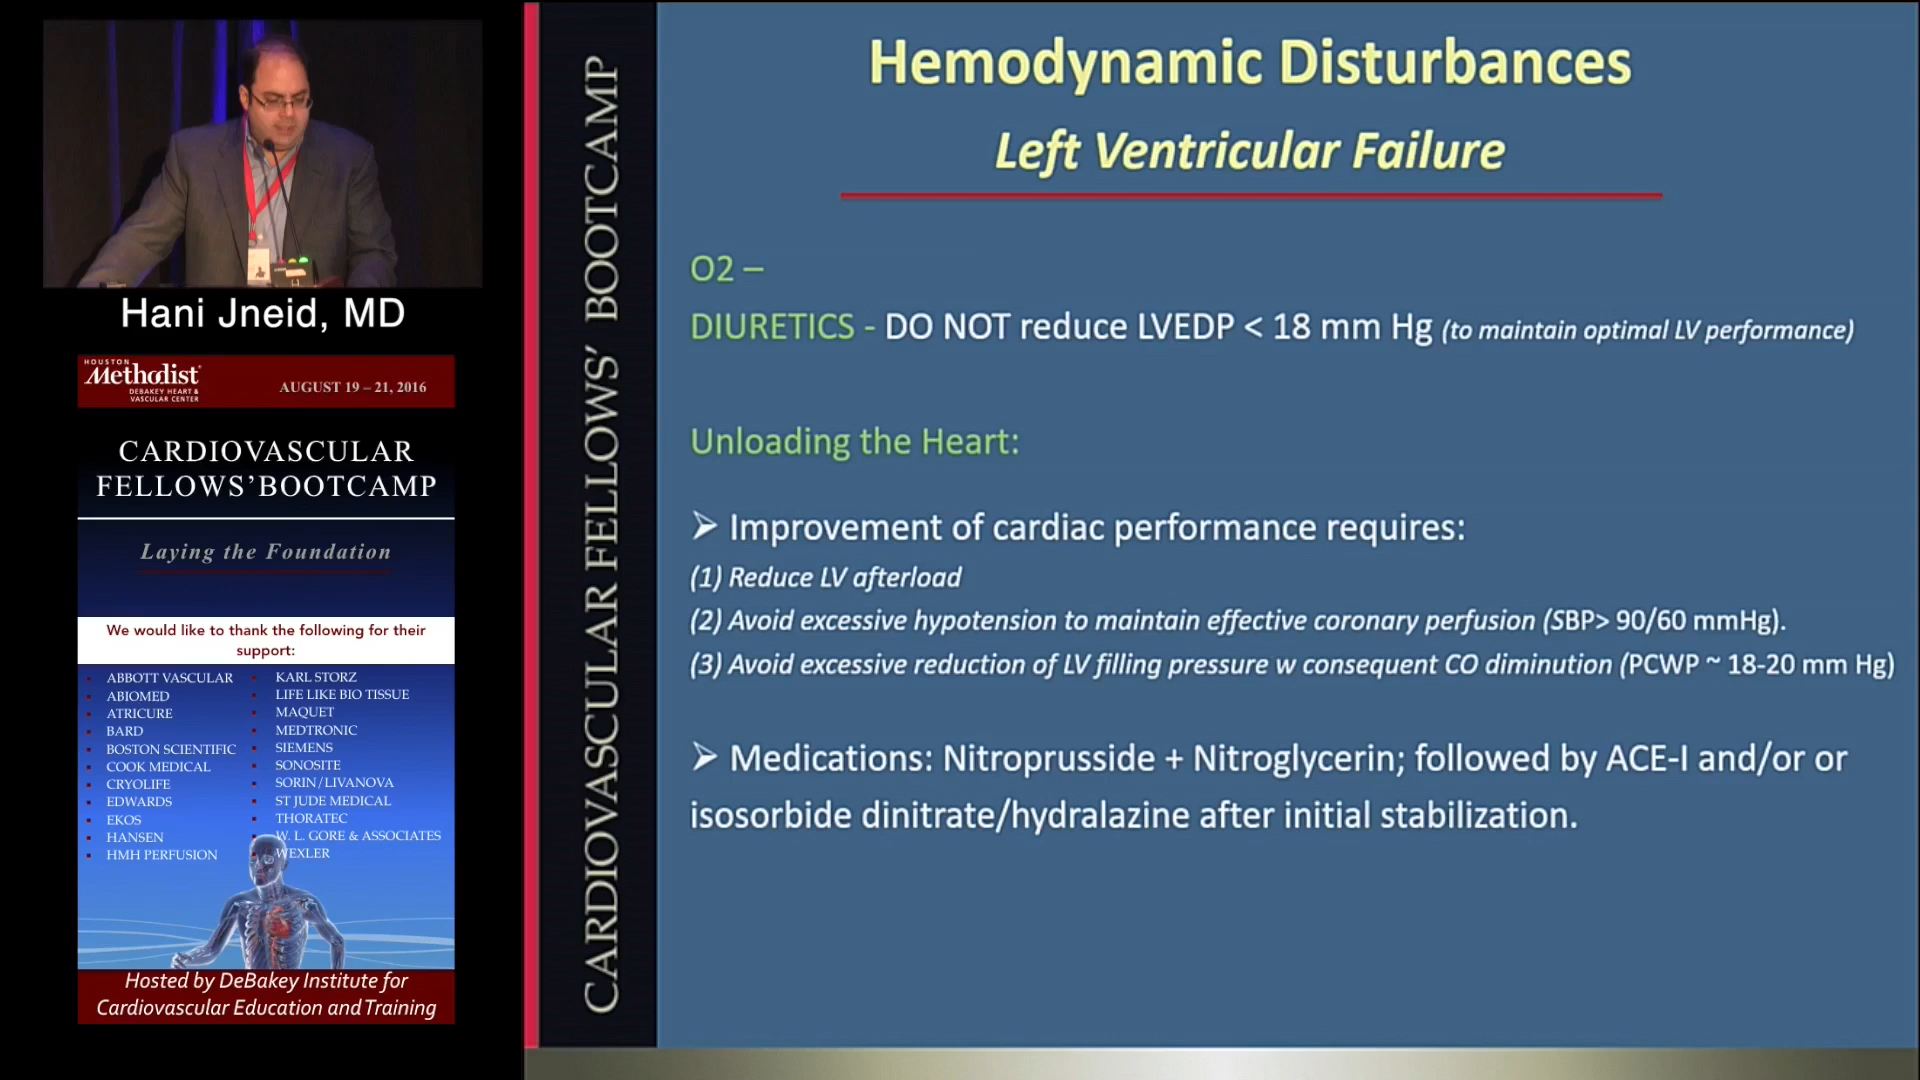 Hani Jneid, MD
HOUSTON
Methodist
DEBAKEY HEART &
VASCULAR CENTER
AUGUST 19 – 21, 2016
CARDIOVASCULAR
FELLOWS’BOOTCAMP
Laying the Foundation
We would like to thank the following for their
support:
▪ ABBOTT VASCULAR
▪ ABIOMED
▪ ATRICURE
▪ BARD
▪ BOSTON SCIENTIFIC
▪ COOK MEDICAL
▪ CRYOLIFE
▪ EDWARDS
▪ EKOS
▪ HANSEN
▪ HMH PERFUSION
▪ KARL STORZ
▪ LIFE LIKE BIO TISSUE
▪ MAQUET
▪ MEDTRONIC
▪ SIEMENS
▪ SONOSITE
▪ SORIN/LIVANOVA
▪ ST JUDE MEDICAL
▪ THORATEC
▪ W. L. GORE & ASSOCIATES
▪ WEXLER
Hosted by DeBakey Institute for
Cardiovascular Education and Training
CARDIOVASCULAR FELLOWS’ BOOTCAMP
Hemodynamic Disturbances
Left Ventricular Failure
O2 –
DIURETICS - DO NOT reduce LVEDP < 18 mm Hg (to maintain optimal LV performance)
Unloading the Heart:
➢ Improvement of cardiac performance requires:
(1) Reduce LV afterload
(2) Avoid excessive hypotension to maintain effective coronary perfusion (SBP> 90/60 mmHg).
(3) Avoid excessive reduction of LV filling pressure w consequent CO diminution (PCWP ~ 18-20 mm Hg)
➢ Medications: Nitroprusside + Nitroglycerin; followed by ACE-I and/or or
isosorbide dinitrate/hydralazine after initial stabilization.